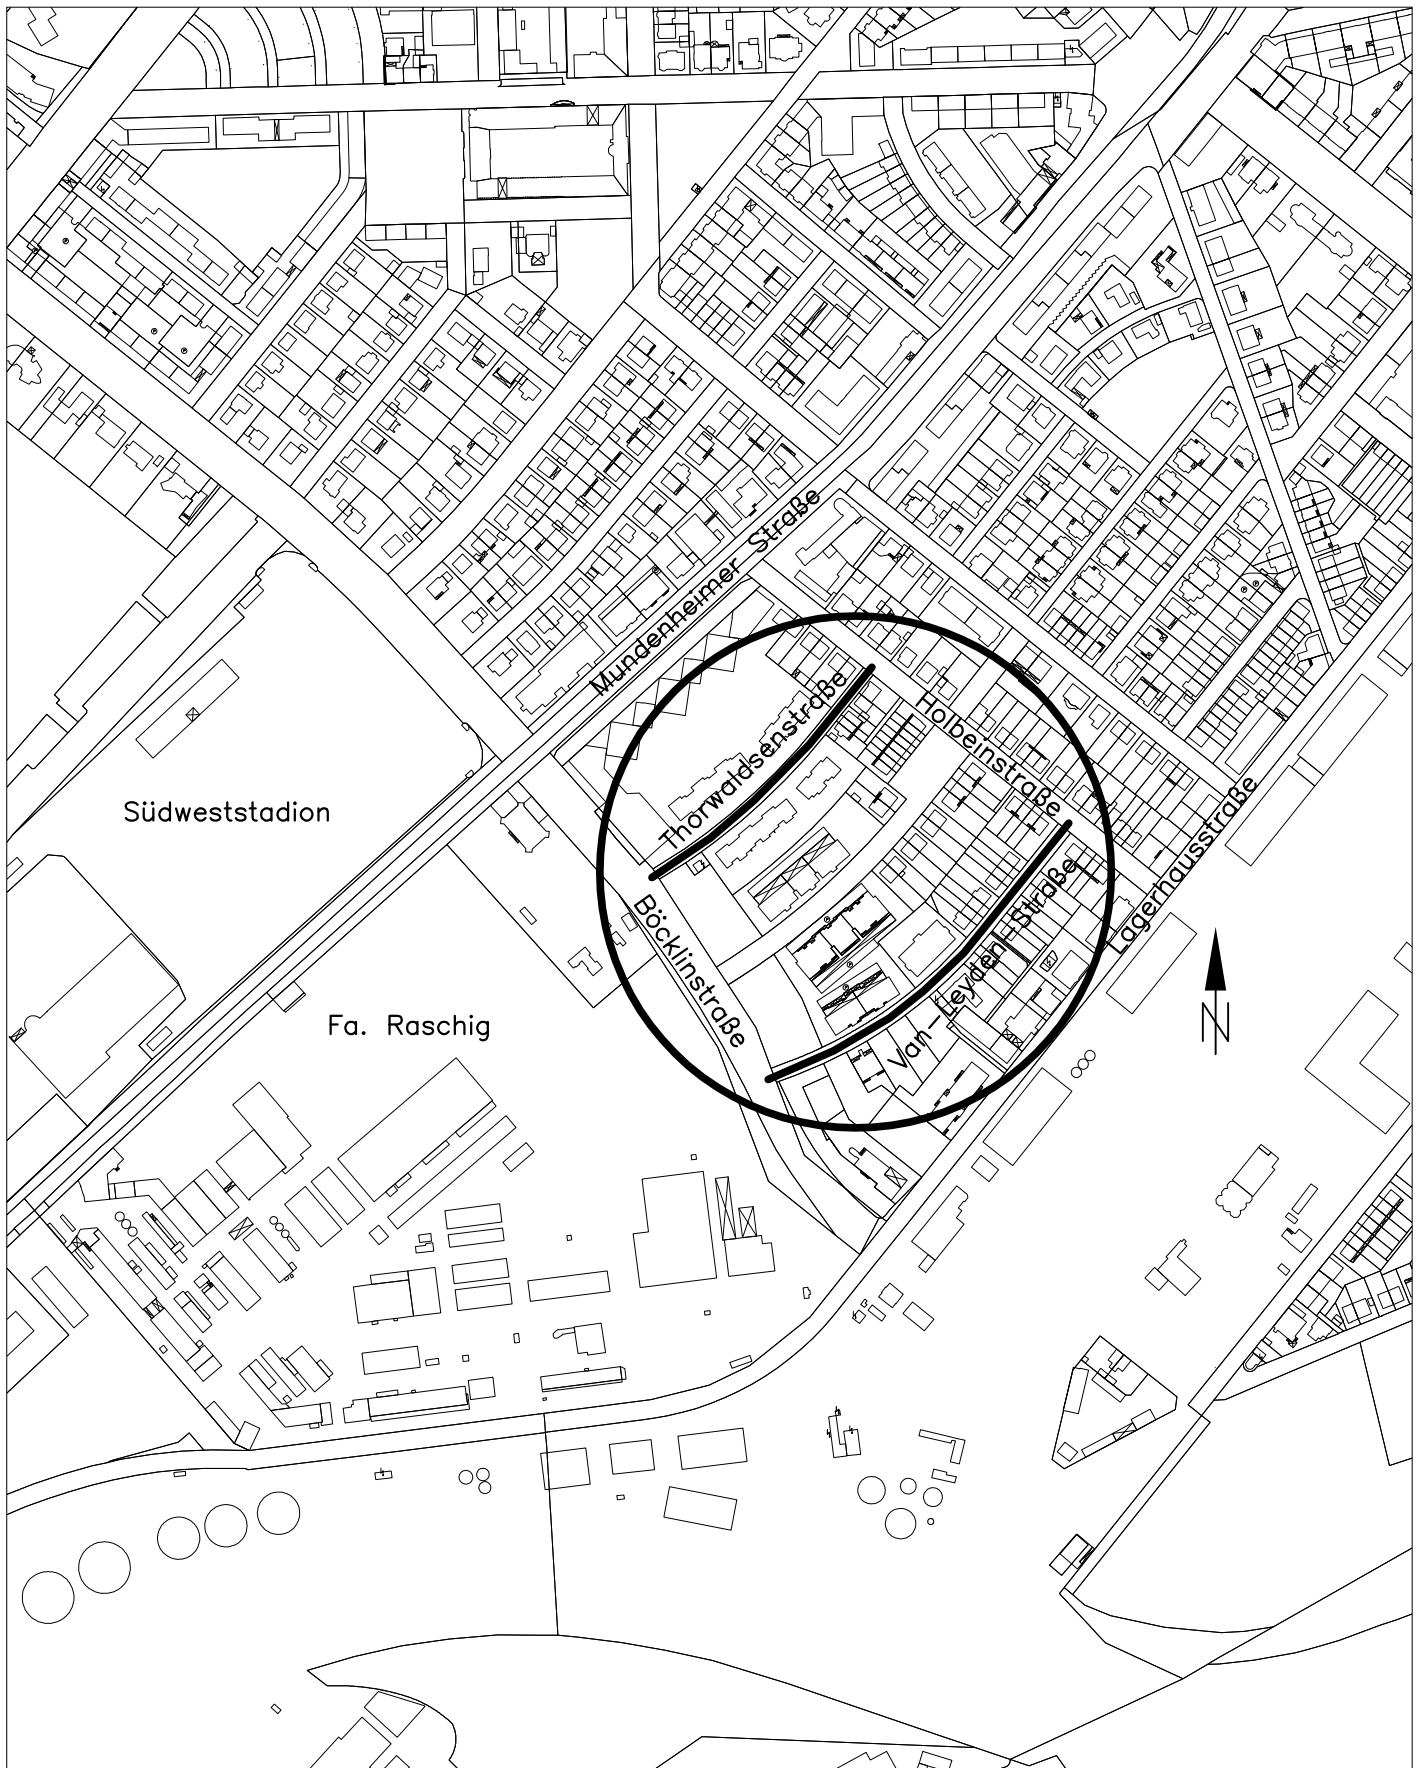 Mundenheimer Straße
Thorwaldsenstraße
Holbeinstraße
Südweststadion
Lagerhausstraße
Van-Leyden-Straße
Böcklinstraße
Fa. Raschig
N